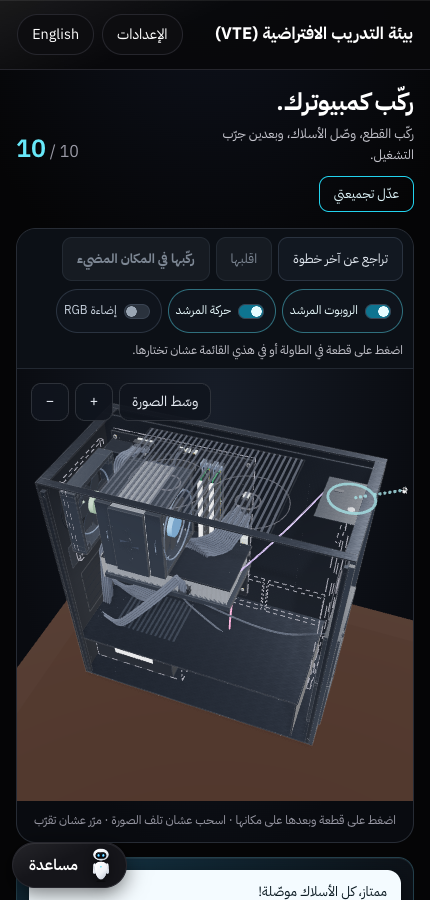 بيئة التدريب الافتراضية (VTE)
الإعدادات
English
ركّب كمبيوترك.
ركّب القطع، وصّل الأسلاك، وبعدين جرّب
التشغيل.
10 / 10
عدّل تجميعتي
تراجع عن آخر خطوة
اقلبها
ركّبها في المكان المضيء
الروبوت المرشد
حركة المرشد
إضاءة RGB
اضغط على قطعة في الطاولة أو في هذي القائمة عشان تختارها.
وسّط الصورة
+
−
اضغط على قطعة وبعدها على مكانها · اسحب عشان تلف الصورة · مرّر عشان تقرّب
مساعدة
ممتاز، كل الأسلاك موصّلة!